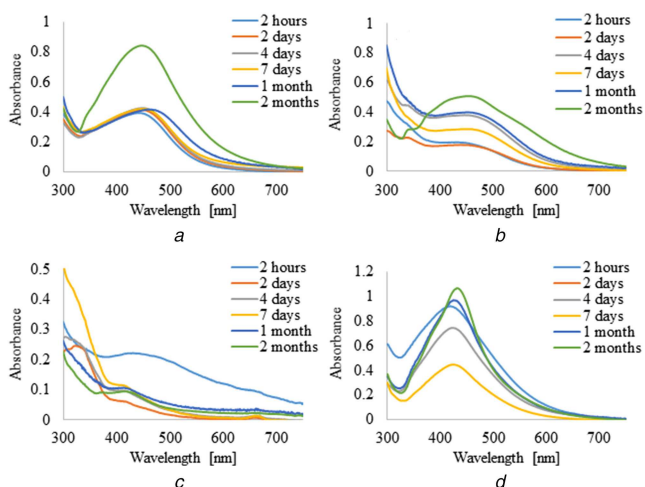 1
0.8
0.6
0.4
0.2
0
Absorbance
300 400 500 600 700
Wavelength [nm]
2 hours
2 days
4 days
7 days
1 month
2 months
a
1
0.8
0.6
0.4
0.2
0
Absorbance
300 400 500 600 700
Wavelength [nm]
2 hours
2 days
4 days
7 days
1 month
2 months
b
0.5
0.4
0.3
0.2
0.1
0
Absorbance
300 400 500 600 700
Wavelength [nm]
2 hours
2 days
4 days
7 days
1 month
2 months
c
1.2
1
0.8
0.6
0.4
0.2
0
Absorbance
300 400 500 600 700
Wavelength [nm]
2 hours
2 days
4 days
7 days
1 month
2 months
d